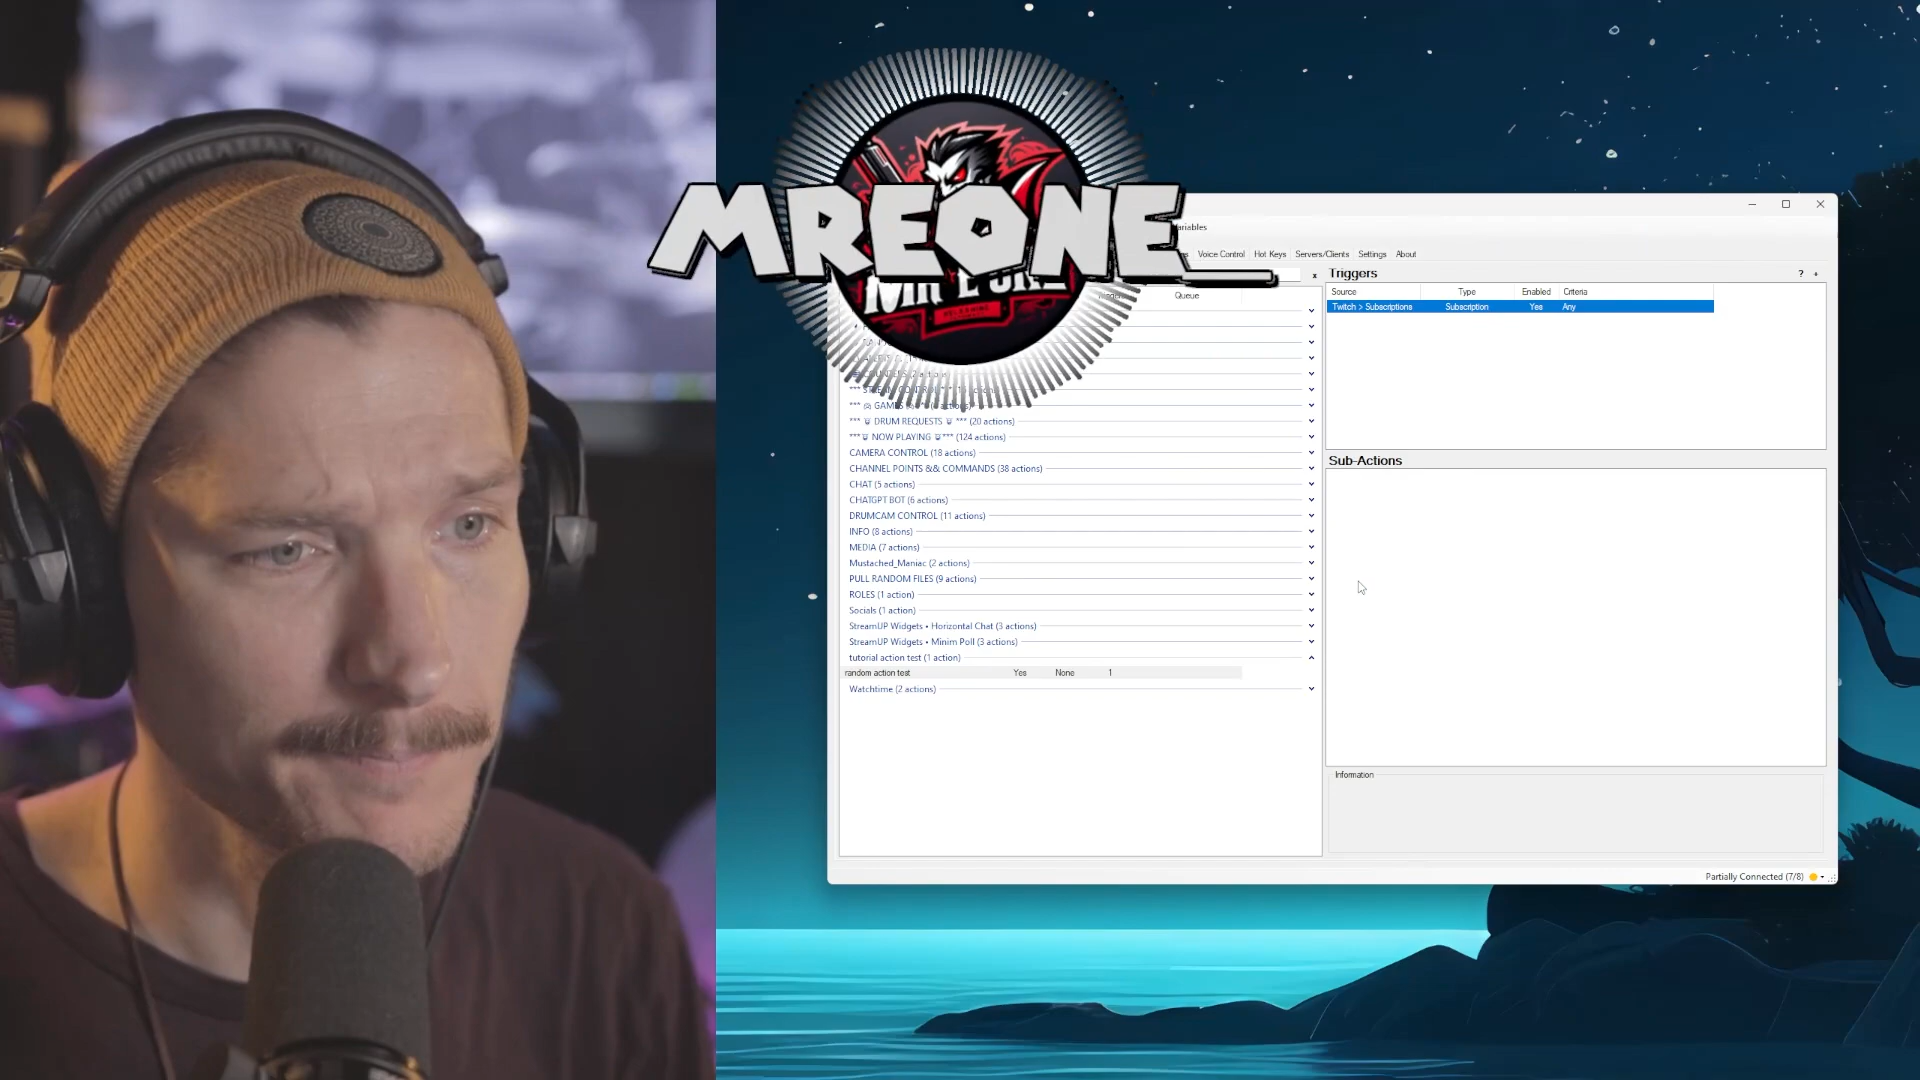 MREONE_
Variables
Voice Control Hot Keys Servers/Clients Settings About
x Triggers ? +
Queue
Source Type Enabled Criteria
Twitch > Subscriptions Subscription Yes Any
*** GAMES
*** DRUM REQUESTS *** (20 actions)
*** NOW PLAYING *** (124 actions)
CAMERA CONTROL (18 actions)
CHANNEL POINTS && COMMANDS (38 actions)
CHAT (5 actions)
CHATGPT BOT (6 actions)
DRUMCAM CONTROL (11 actions)
INFO (8 actions)
MEDIA (7 actions)
Mustached_Maniac (2 actions)
PULL RANDOM FILES (9 actions)
ROLES (1 action)
Socials (1 action)
StreamUP Widgets • Horizontal Chat (3 actions)
StreamUP Widgets • Minim Poll (3 actions)
tutorial action test (1 action)
random action test Yes None 1
Watchtime (2 actions)
Sub-Actions
Information
Partially Connected (7/8)